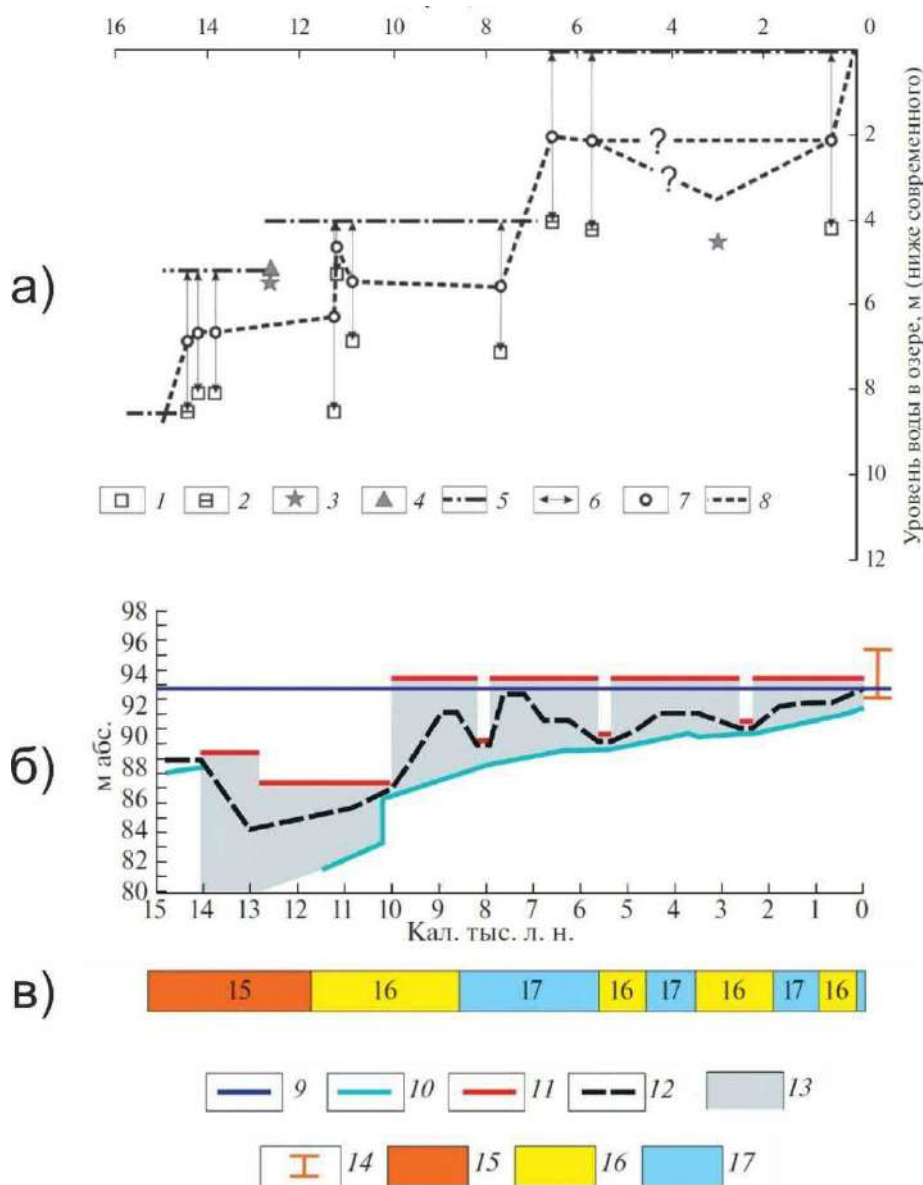 16 14 12 10 8 6 4 2 0
Уровень воды в озере, м (ниже современного)
2
4
6
8
10
12
а)
?
?
1 2 3 4 5 6 7 8
б)
м абс.
98
96
94
92
90
88
86
84
82
80
15 14 13 12 11 10 9 8 7 6 5 4 3 2 1 0
Кал. тыс. л. н.
в)
15 16 17 16 17 16 17 16
9 10 11 12 13
14 15 16 17